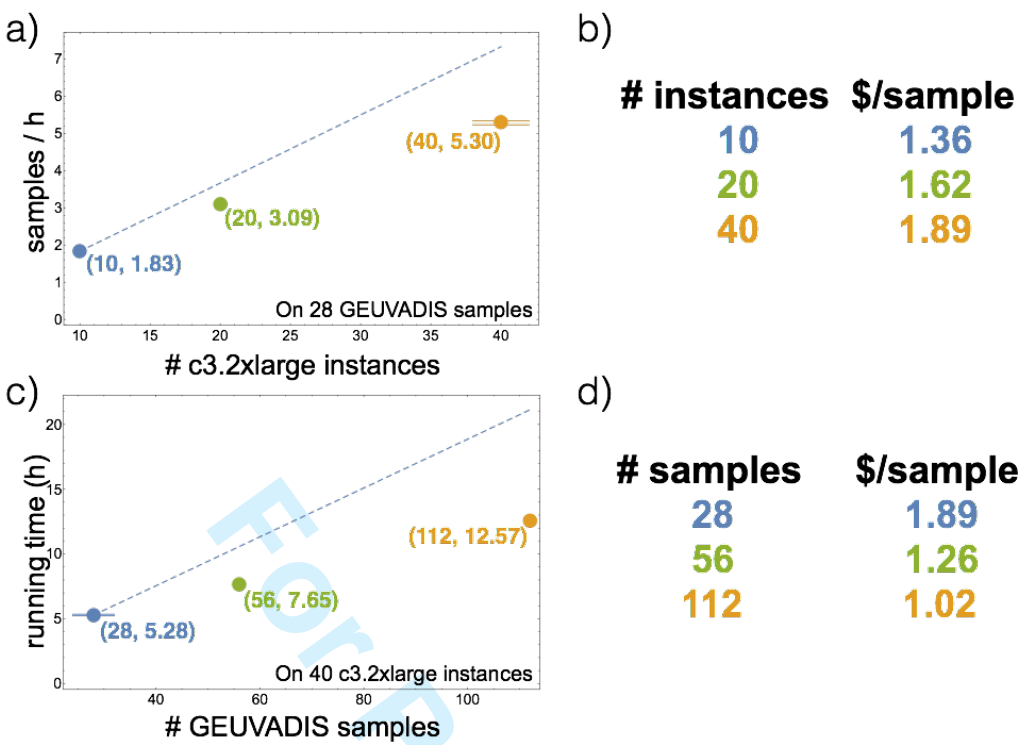 a)
samples / h
7
6
5
4
3
2
1
0
(40, 5.30)
(20, 3.09)
(10, 1.83)
On 28 GEUVADIS samples
10 15 20 25 30 35 40
# c3.2xlarge instances
b)
# instances $/sample
10 1.36
20 1.62
40 1.89
c)
running time (h)
20
15
10
5
0
(112, 12.57)
(56, 7.65)
(28, 5.28)
On 40 c3.2xlarge instances
40 60 80 100
# GEUVADIS samples
d)
# samples $/sample
28 1.89
56 1.26
112 1.02
For P